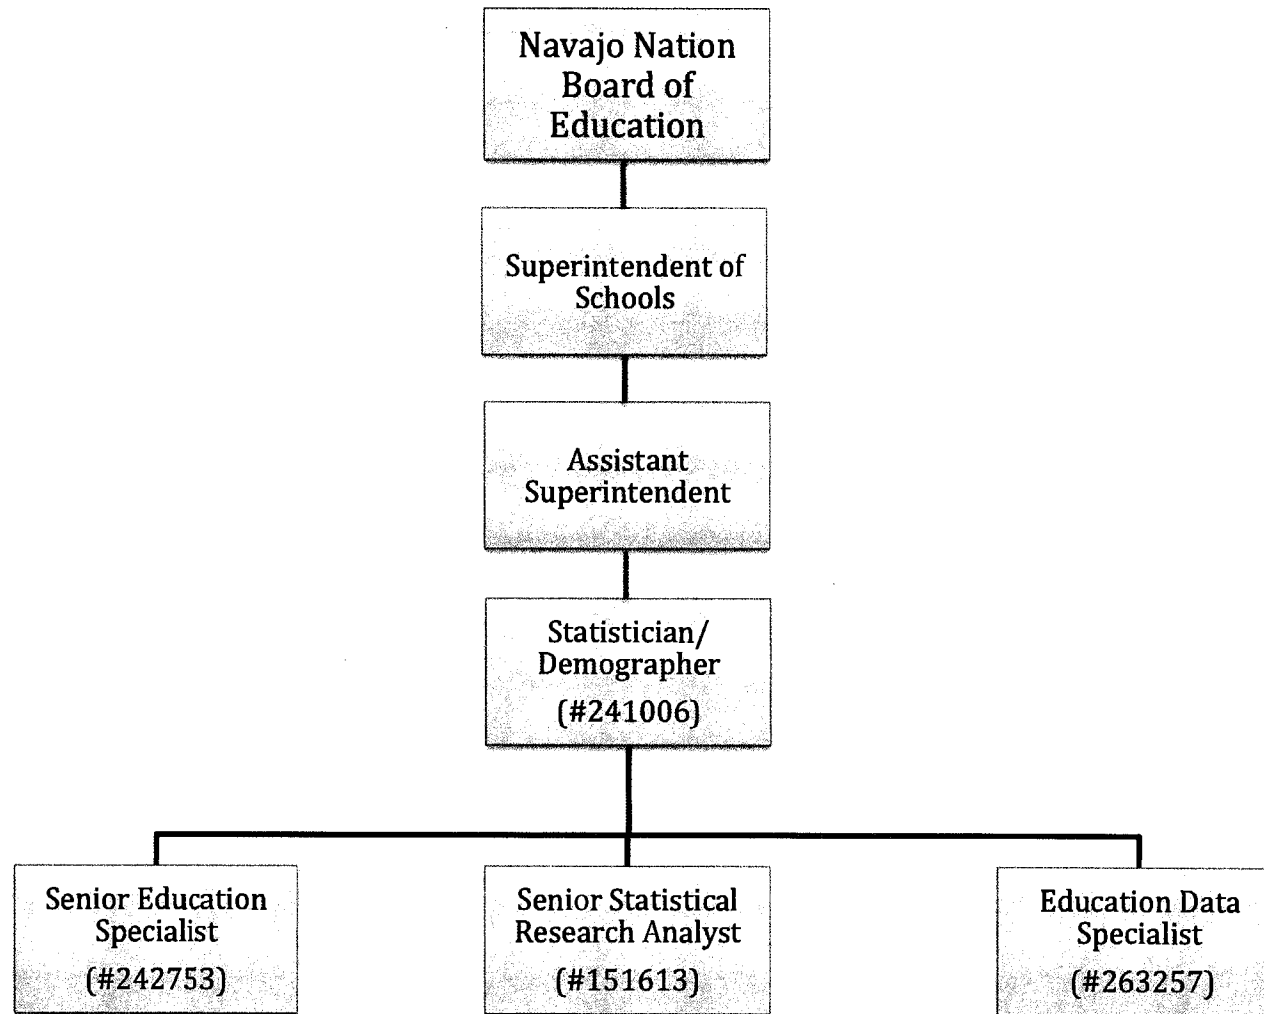 Navajo Nation
Board of
Education
Superintendent of
Schools
Assistant
Superintendent
Statistician/
Demographer
(#241006)
Senior Education
Specialist
(#242753)
Senior Statistical
Research Analyst
(#151613)
Education Data
Specialist
(#263257)